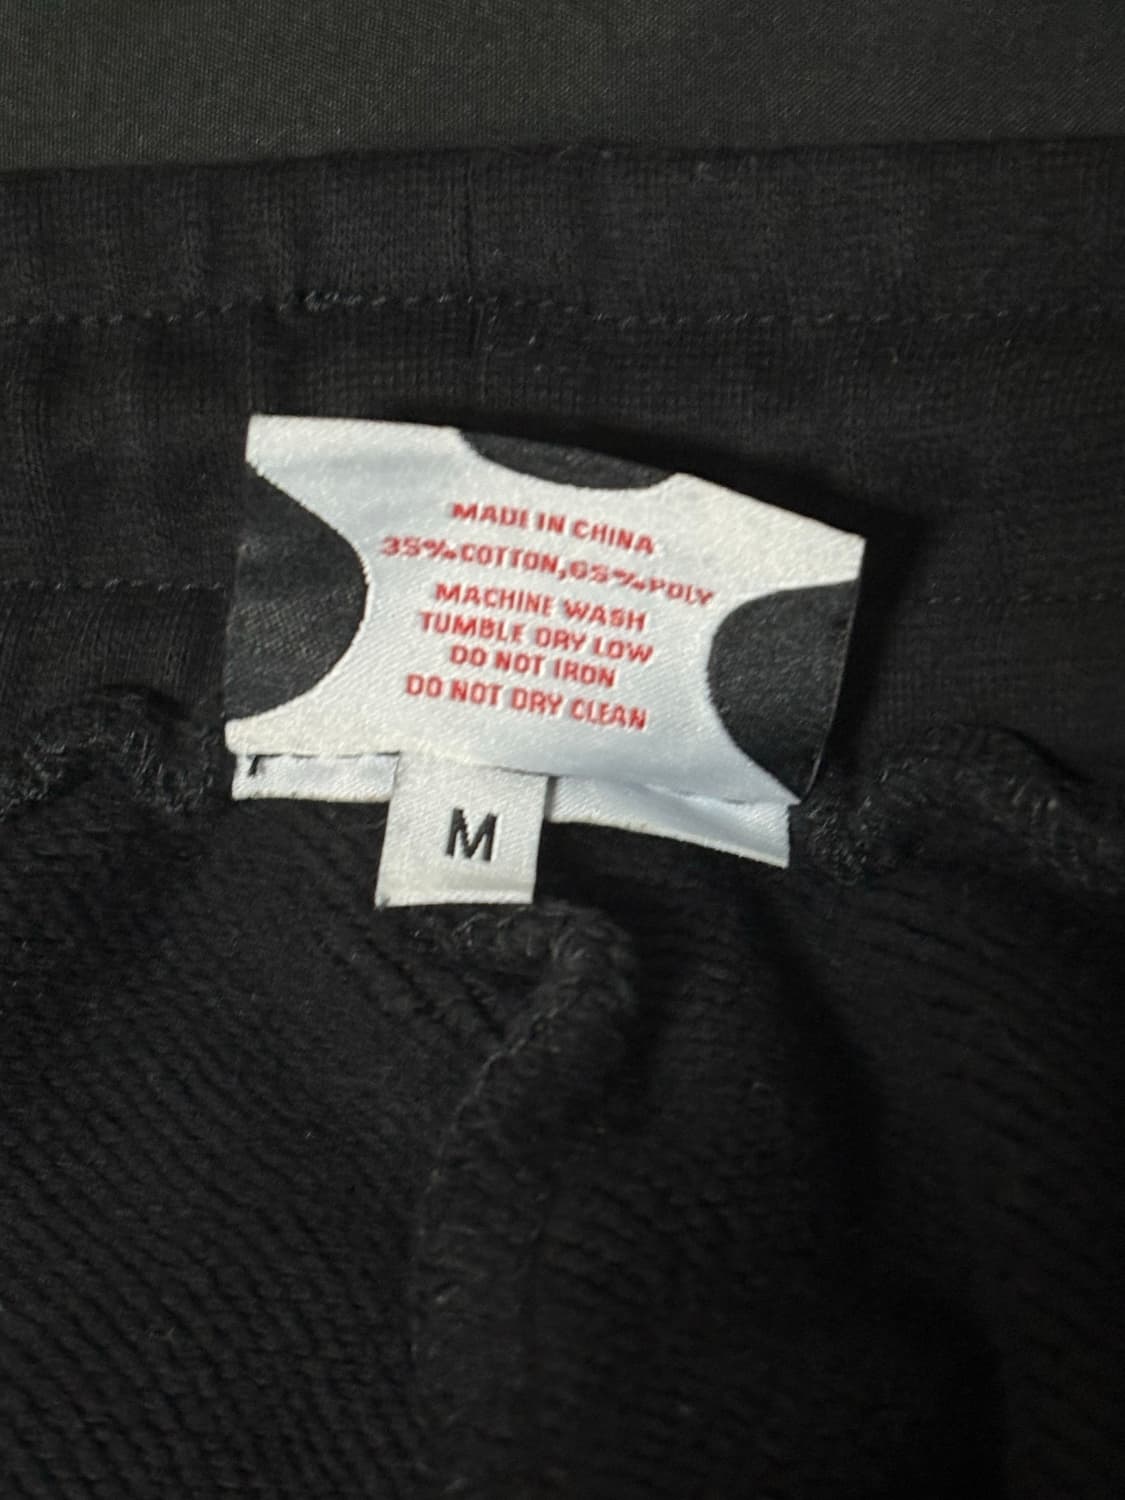 MADE IN CHINA
35%COTTON,65%POLY
MACHINE WASH
TUMBLE DRY LOW
DO NOT IRON
DO NOT DRY CLEAN
M